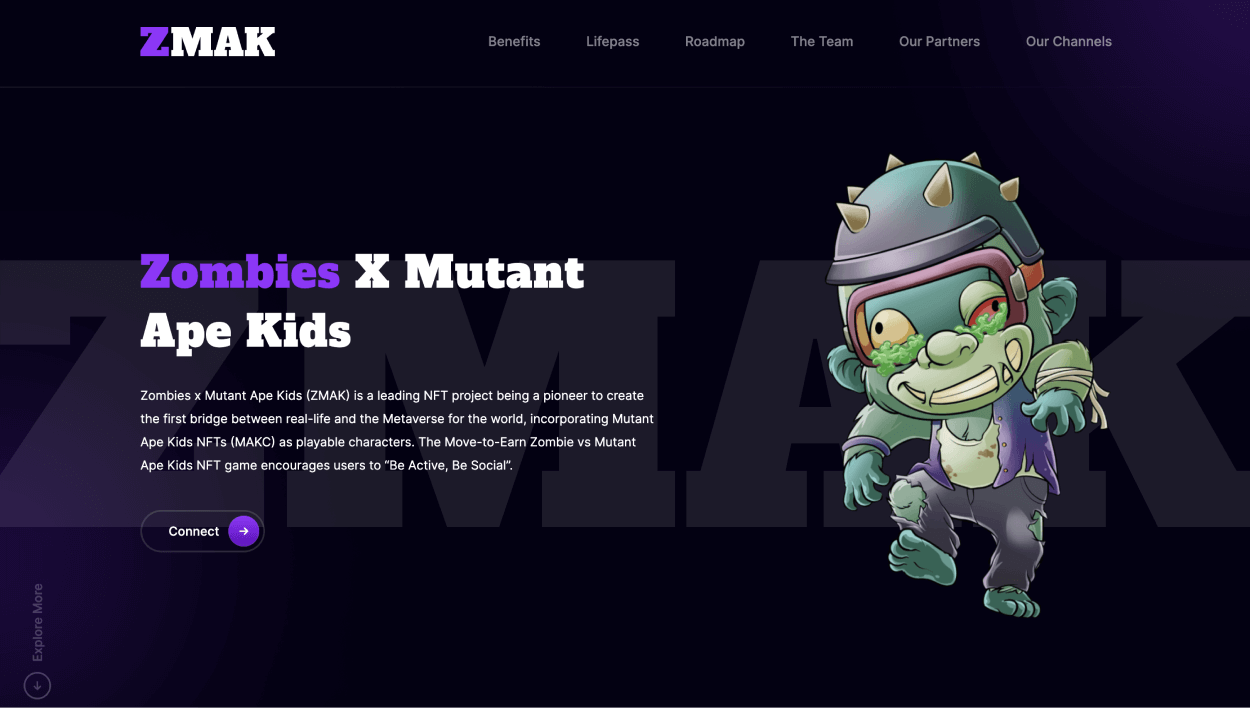 ZMAK
Benefits
Lifepass
Roadmap
The Team
Our Partners
Our Channels
ZMAK
Zombies X Mutant
Ape Kids
Zombies x Mutant Ape Kids (ZMAK) is a leading NFT project being a pioneer to create
the first bridge between real-life and the Metaverse for the world, incorporating Mutant
Ape Kids NFTs (MAKC) as playable characters. The Move-to-Earn Zombie vs Mutant
Ape Kids NFT game encourages users to “Be Active, Be Social”.
Connect
Explore More